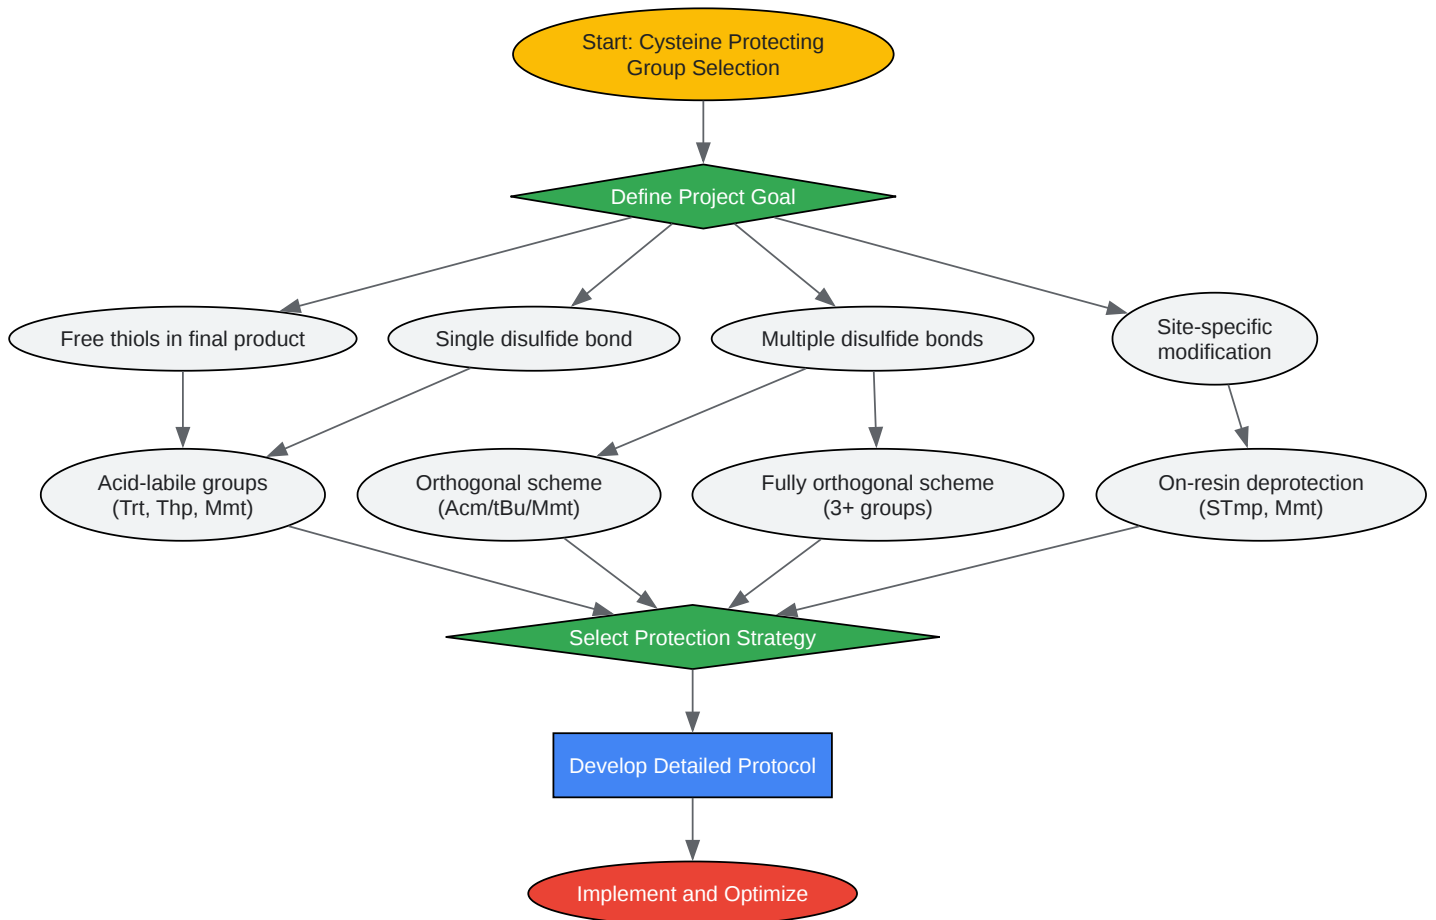 Start: Cysteine Protecting
Group Selection
Define Project Goal
Free thiols in final product
Single disulfide bond
Multiple disulfide bonds
Site-specific
modification
Acid-labile groups
(Trt, Thp, Mmt)
Orthogonal scheme
(Acm/tBu/Mmt)
Fully orthogonal scheme
(3+ groups)
On-resin deprotection
(STmp, Mmt)
Select Protection Strategy
Develop Detailed Protocol
Implement and Optimize